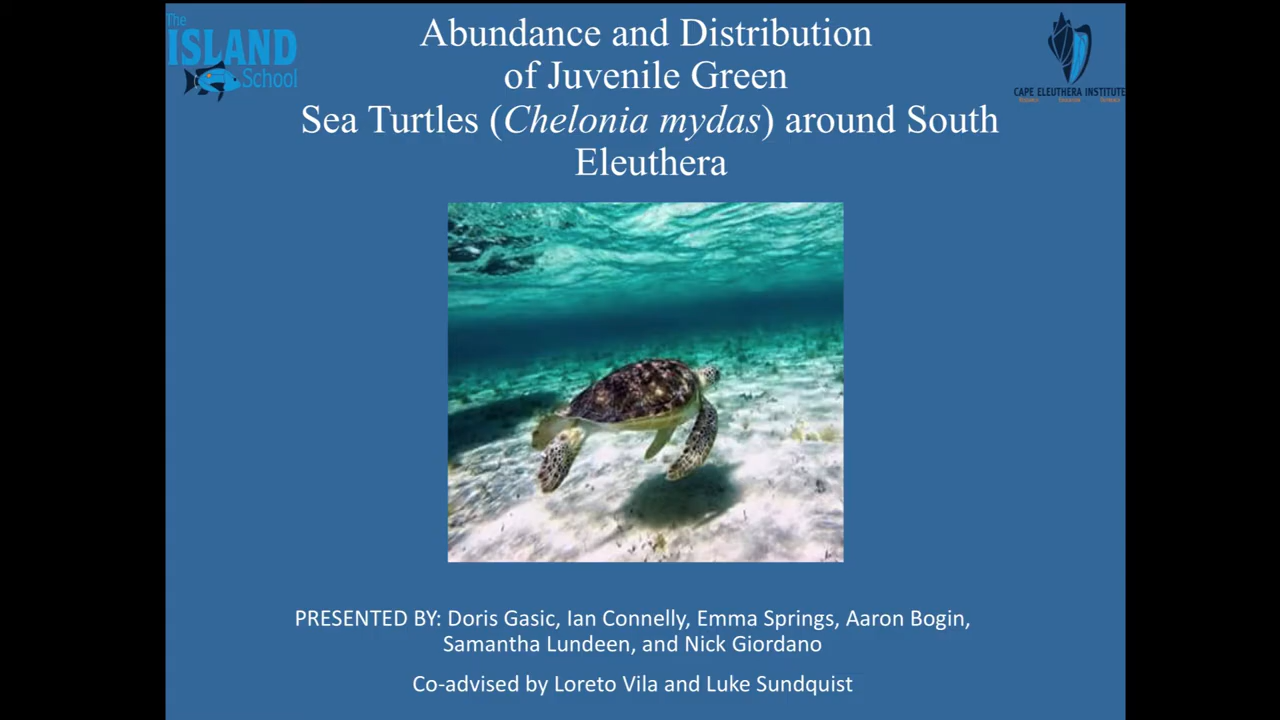 The
ISLAND
School
Abundance and Distribution
of Juvenile Green
Sea Turtles (Chelonia mydas) around South
Eleuthera
CAPE ELEUTHERA INSTITUTE
PRESENTED BY: Doris Gasic, Ian Connelly, Emma Springs, Aaron Bogin,
Samantha Lundeen, and Nick Giordano
Co-advised by Loreto Vila and Luke Sundquist